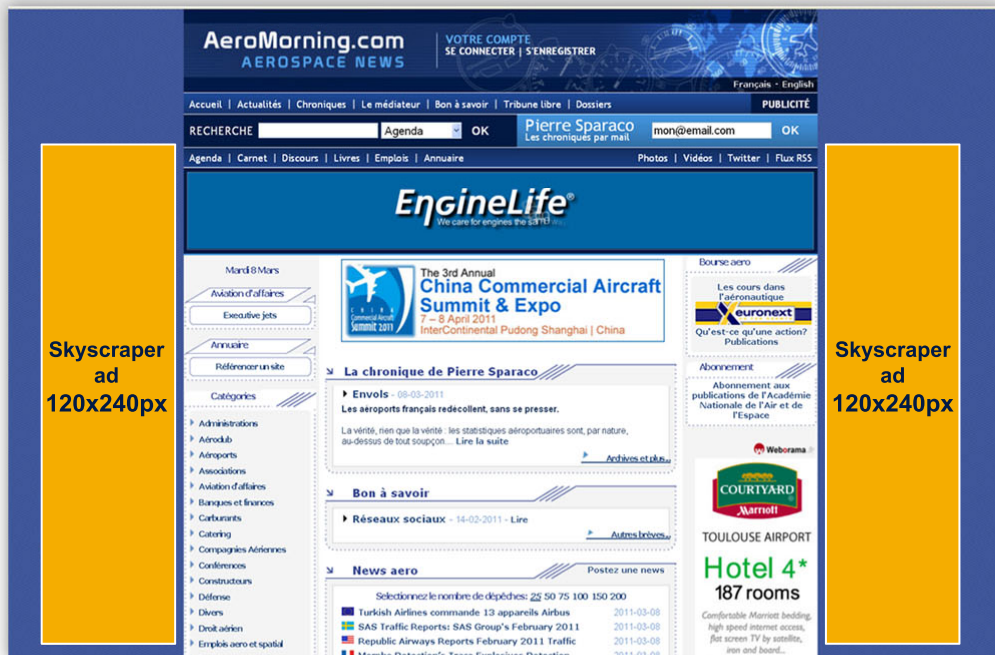 AeroMorning.com
AEROSPACE NEWS
VOTRE COMPTE
SE CONNECTER | S'ENREGISTRER
Français · English
Accueil | Actualités | Chroniques | Le médiateur | Bon à savoir | Tribune libre | Dossiers
PUBLICITÉ
RECHERCHE
Agenda
OK
Pierre Sparaco
Les chroniques par mail
mon@email.com
OK
Agenda | Carnet | Discours | Livres | Emplois | Annuaire
Photos | Vidéos | Twitter | Flux RSS
EngineLife®
We care for engines the
Skyscraper
ad
120x240px
Mardi 8 Mars
Aviation d'affaires
Executive jets
Annuaire
Référencer un site
Catégories
Administrations
Aéroclub
Aéroports
Associations
Aviation d'affaires
Banques et finances
Carburants
Catering
Compagnies Aériennes
Conférences
Constructeurs
Défense
Divers
Droit aérien
Emplois aero et spatial
CHINA
Commercial Aircraft
Summit 2011
The 3rd Annual
China Commercial Aircraft
Summit & Expo
7 – 8 April 2011
InterContinental Pudong Shanghai | China
La chronique de Pierre Sparaco
Envols - 08-03-2011
Les aéroports français redécollent, sans se presser.
La vérité, rien que la vérité : les statistiques aéroportuaires sont, par nature,
au-dessus de tout soupçon... Lire la suite
Archives et plus...
Bon à savoir
Réseaux sociaux - 14-02-2011 - Lire
Autres brèves...
News aero
Postez une news
Selectionnez le nombre de dépêches: 25 50 75 100 150 200
Turkish Airlines commande 13 appareils Airbus 2011-03-08
SAS Traffic Reports: SAS Group's February 2011 2011-03-08
Republic Airways Reports February 2011 Traffic 2011-03-08
Bourse aero
Les cours dans
l'aéronautique
euronext
Qu'est-ce qu'une action?
Publications
Abonnement
Abonnement aux
publications de l'Académie
Nationale de l'Air et de
l'Espace
Weborama
COURTYARD
Marriott
TOULOUSE AIRPORT
Hotel 4*
187 rooms
Comfortable Marriott bedding,
high speed internet access,
flat screen TV by satellite,
iron and board...
Skyscraper
ad
120x240px